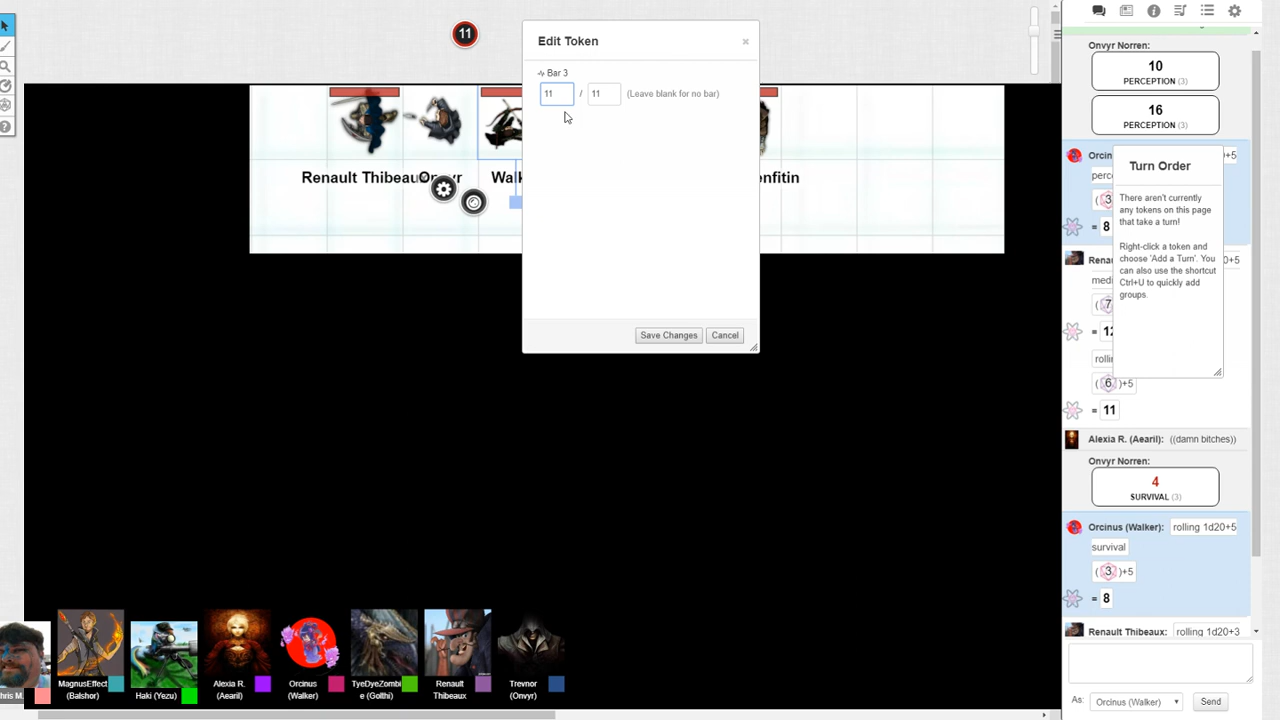 11
Edit Token
×
Bar 3
11 / 11 (Leave blank for no bar)
Renault Thibeau
Walk
enfitin
Save Changes
Cancel
MagnusEffect
(Balshor)
Haki (Yezu)
Alexia R.
(Aearil)
Orcinus
(Walker)
TyeDyeZombi
(Golthi)
Renault
Thibeaux
Trevnor
(Onvyr)
Onvyr Norren:
10
PERCEPTION (3)
16
PERCEPTION (3)
Orcin
+5
perc
(3
= 8
Turn Order
There aren't currently
any tokens on this page
that take a turn!
Right-click a token and
choose 'Add a Turn'. You
can also use the shortcut
Ctrl+U to quickly add
groups.
Renau
+5
medi
(7
= 12
rollin
(6)+5
= 11
Alexia R. (Aearil): ((damn bitches))
Onvyr Norren:
4
SURVIVAL (3)
Orcinus (Walker): rolling 1d20+5
survival
(3)+5
= 8
Renault Thibeux: rolling 1d20+3
As: Orcinus (Walker)
Send